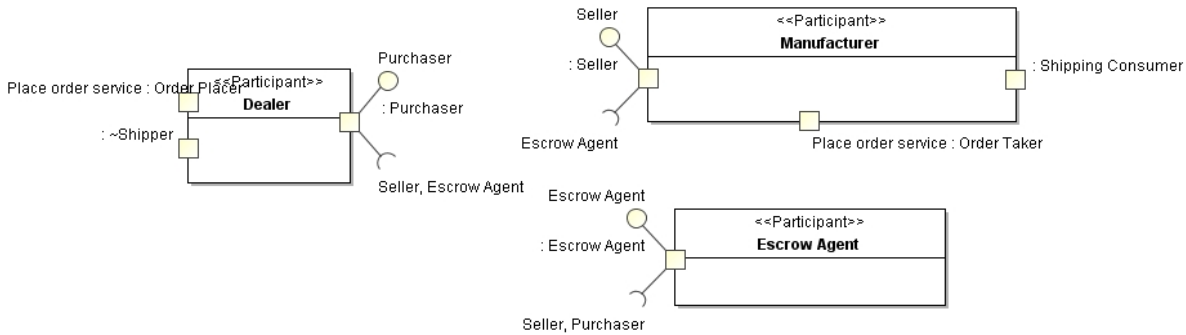 <<Participant>>
Dealer
Place order service : Order Placer
: ~Shipper
Purchaser
: Purchaser
Seller, Escrow Agent
Seller
: Seller
Escrow Agent
<<Participant>>
Manufacturer
: Shipping Consumer
Place order service : Order Taker
Escrow Agent
: Escrow Agent
Seller, Purchaser
<<Participant>>
Escrow Agent